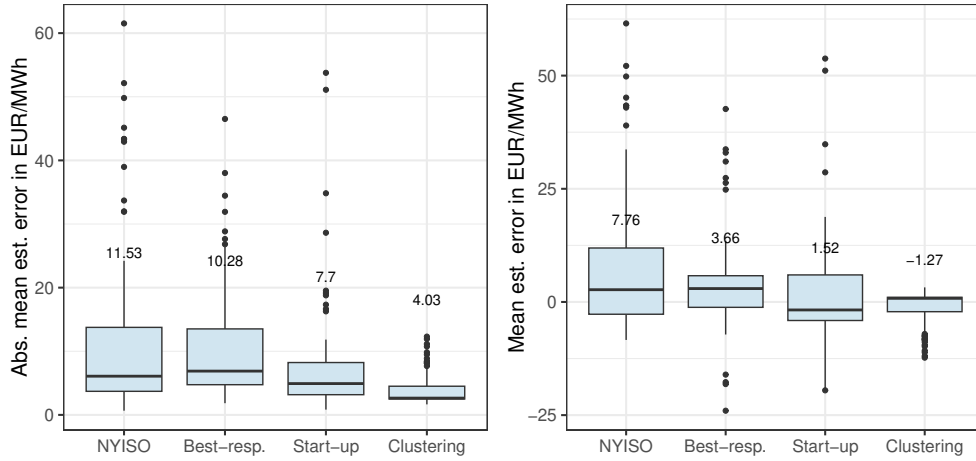 Abs. mean est. error in EUR/MWh
60
40
20
0
11.53
10.28
7.7
4.03
NYISO
Best−resp.
Start−up
Clustering
Mean est. error in EUR/MWh
50
25
0
−25
7.76
3.66
1.52
−1.27
NYISO
Best−resp.
Start−up
Clustering